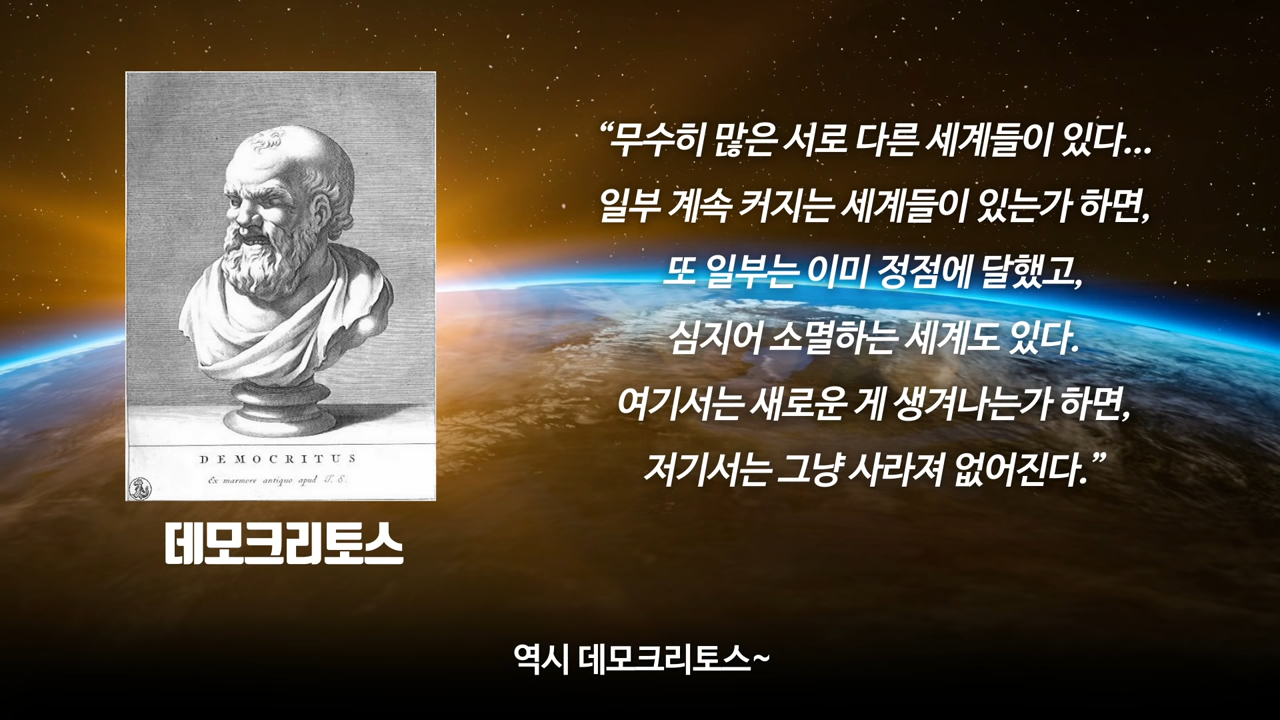 DEMOCRITUS
Ex marmore antiquo apud
데모크리토스
“무수히 많은 서로 다른 세계들이 있다...
일부 계속 커지는 세계들이 있는가 하면,
또 일부는 이미 정점에 달했고,
심지어 소멸하는 세계도 있다.
여기서는 새로운 게 생겨나는가 하면,
저기서는 그냥 사라져 없어진다.”
역시 데모크리토스~